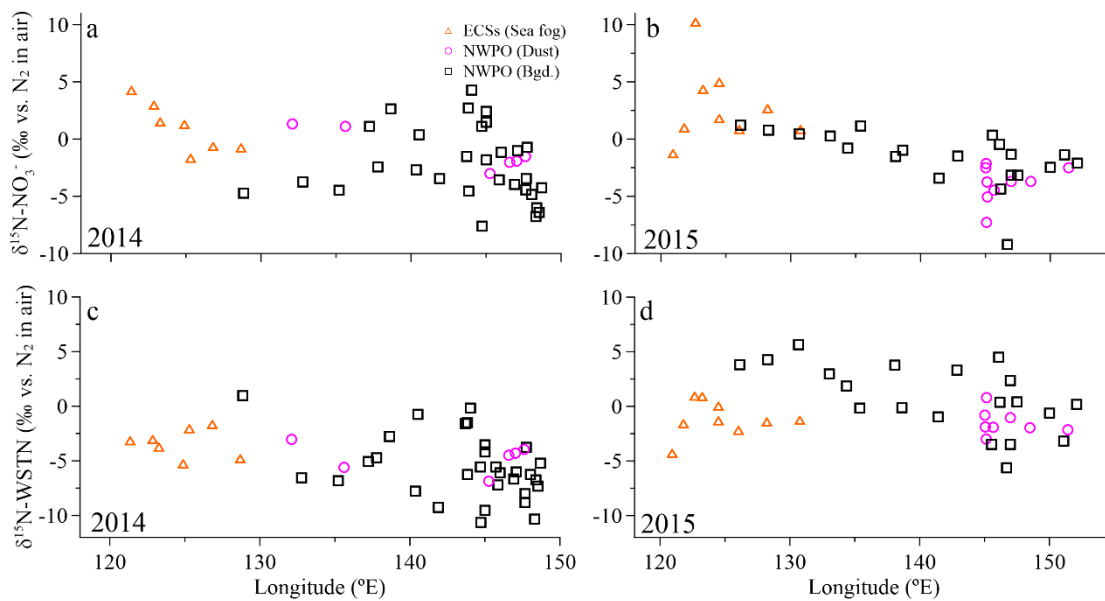 δ¹⁵N-NO₃⁻ (‰ vs. N₂ in air)
10
5
0
-5
-10
a
ECSs (Sea fog)
NWPO (Dust)
NWPO (Bgd.)
2014
10
5
0
-5
-10
b
2015
δ¹⁵N-WSTN (‰ vs. N₂ in air)
10
5
0
-5
-10
c
2014
120 130 140 150
Longitude (ºE)
10
5
0
-5
-10
d
2015
120 130 140 150
Longitude (ºE)